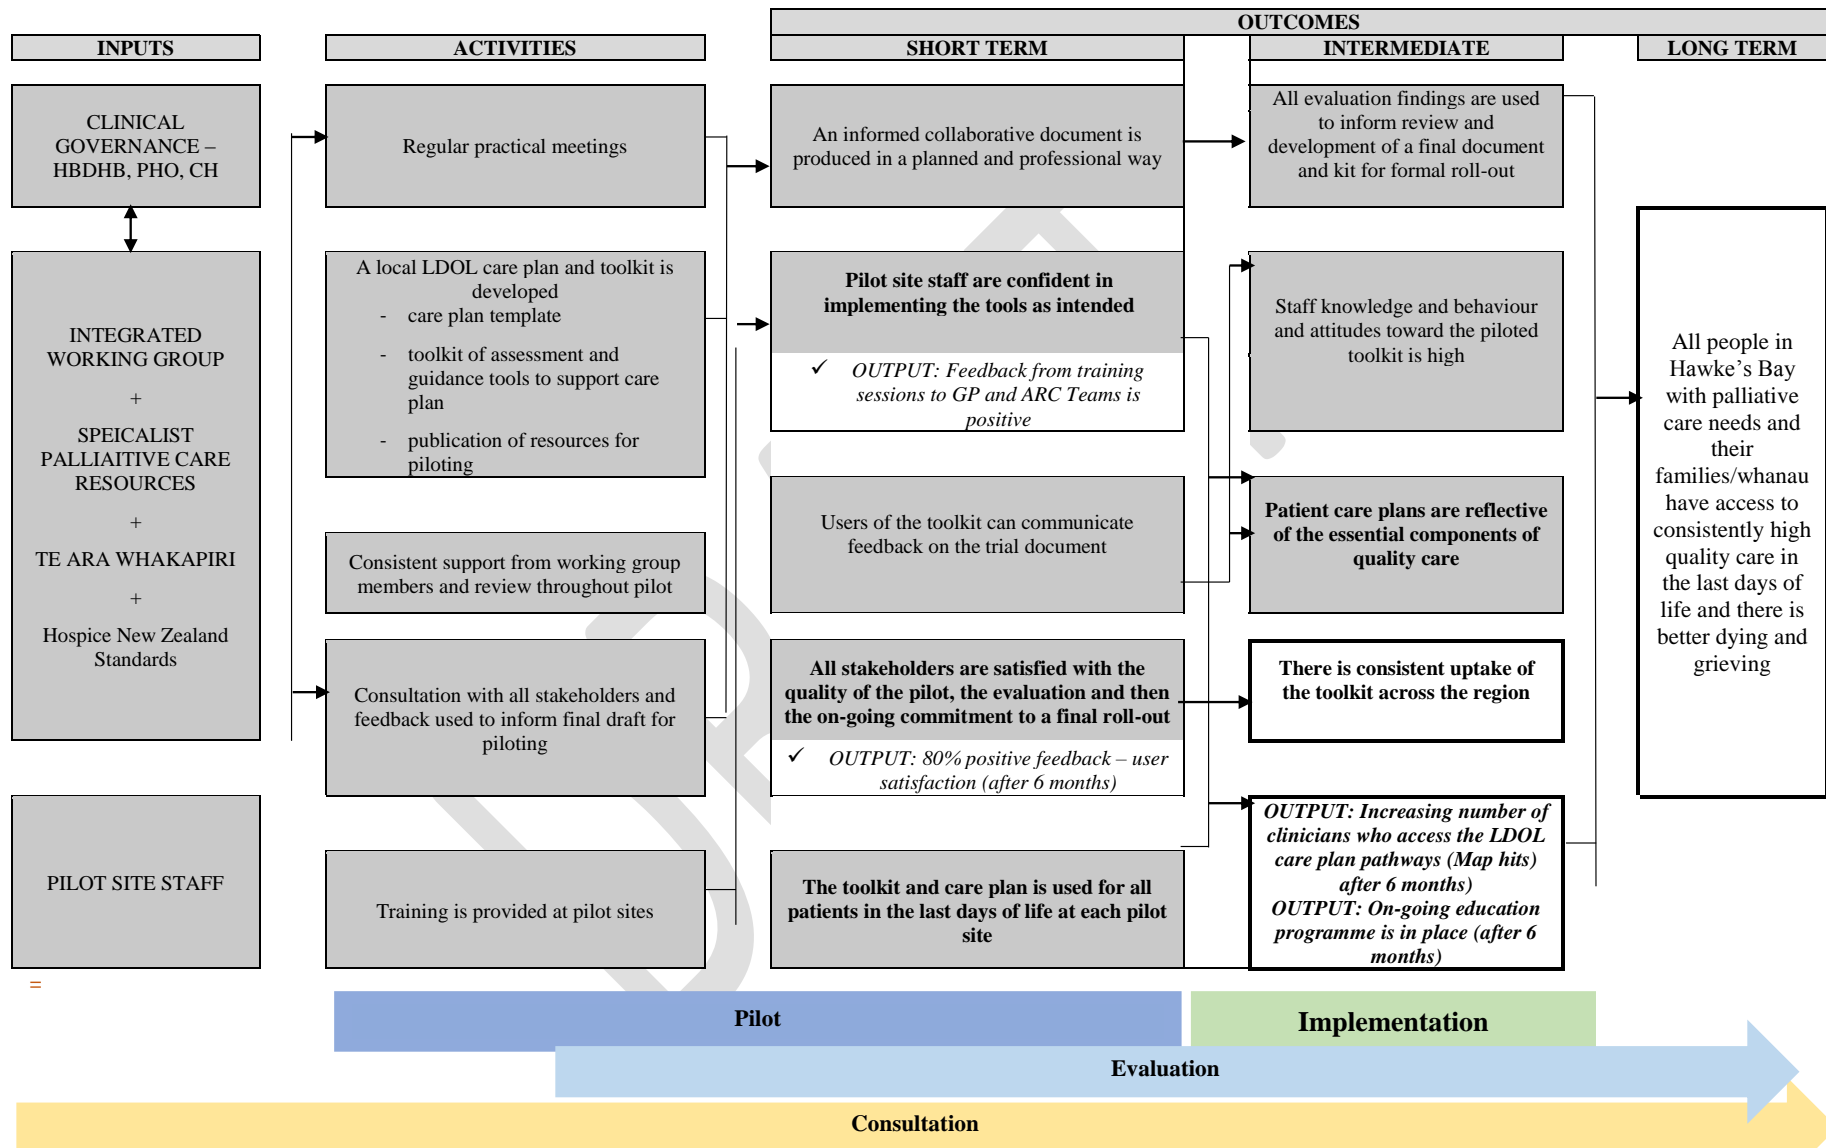 OUTCOMES
INPUTS
ACTIVITIES
SHORT TERM
INTERMEDIATE
LONG TERM
CLINICAL
GOVERNANCE –
HBDHB, PHO, CH
INTEGRATED
WORKING GROUP
+
SPEICALIST
PALLIAITIVE CARE
RESOURCES
+
TE ARA WHAKAPIRI
+
Hospice New Zealand
Standards
PILOT SITE STAFF
=
Regular practical meetings
A local LDOL care plan and toolkit is
developed
- care plan template
- toolkit of assessment and
guidance tools to support care
plan
- publication of resources for
piloting
Consistent support from working group
members and review throughout pilot
Consultation with all stakeholders and
feedback used to inform final draft for
piloting
Training is provided at pilot sites
An informed collaborative document is
produced in a planned and professional way
Pilot site staff are confident in
implementing the tools as intended
✓ OUTPUT: Feedback from training
sessions to GP and ARC Teams is
positive
Users of the toolkit can communicate
feedback on the trial document
All stakeholders are satisfied with the
quality of the pilot, the evaluation and then
the on-going commitment to a final roll-out
✓ OUTPUT: 80% positive feedback – user
satisfaction (after 6 months)
The toolkit and care plan is used for all
patients in the last days of life at each pilot
site
All evaluation findings are used
to inform review and
development of a final document
and kit for formal roll-out
Staff knowledge and behaviour
and attitudes toward the piloted
toolkit is high
Patient care plans are reflective
of the essential components of
quality care
There is consistent uptake of
the toolkit across the region
OUTPUT: Increasing number of
clinicians who access the LDOL
care plan pathways (Map hits)
after 6 months)
OUTPUT: On-going education
programme is in place (after 6
months)
All people in
Hawke's Bay
with palliative
care needs and
their
families/whanau
have access to
consistently high
quality care in
the last days of
life and there is
better dying and
grieving
Pilot
Implementation
Evaluation
Consultation